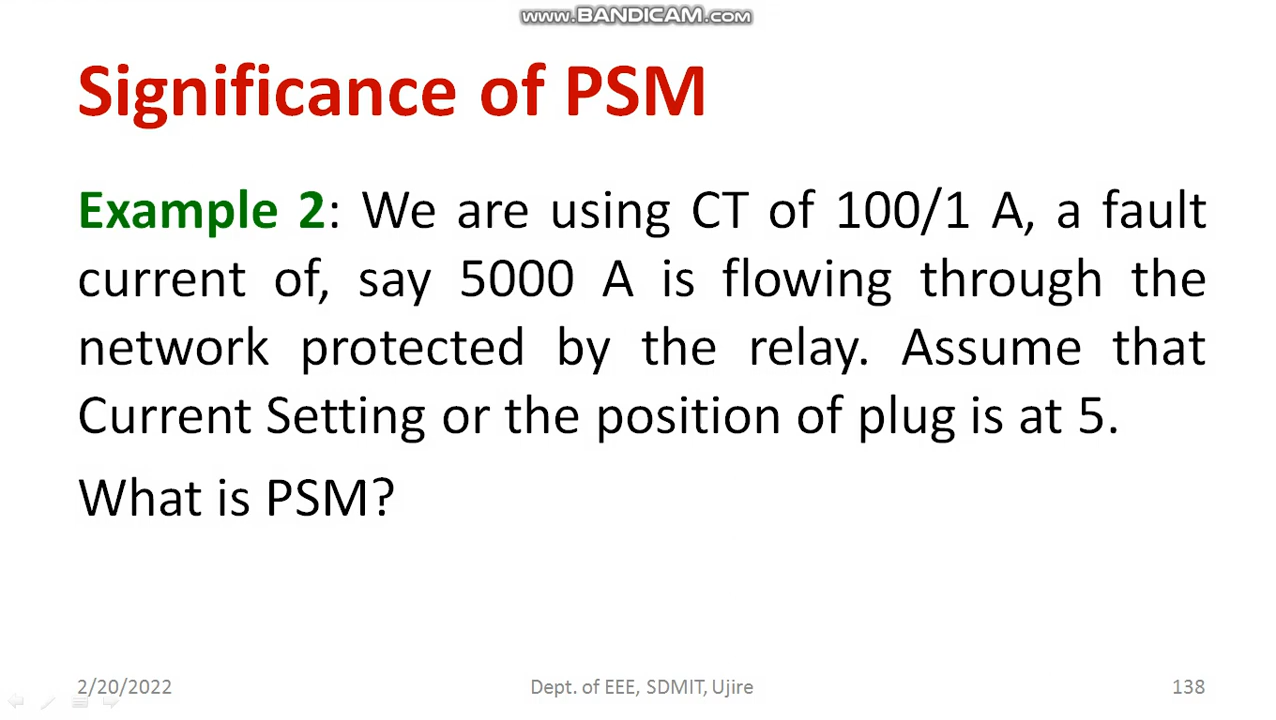 www.BANDICAM.com
Significance of PSM
Example 2: We are using CT of 100/1 A, a fault
current of, say 5000 A is flowing through the
network protected by the relay. Assume that
Current Setting or the position of plug is at 5.
What is PSM?
2/20/2022 Dept. of EEE, SDMIT, Ujire 138